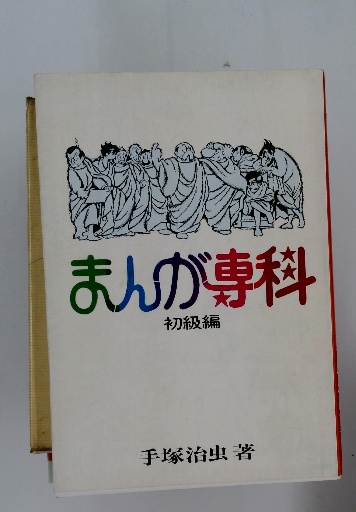 まんが専科
初級編
手塚治虫 著